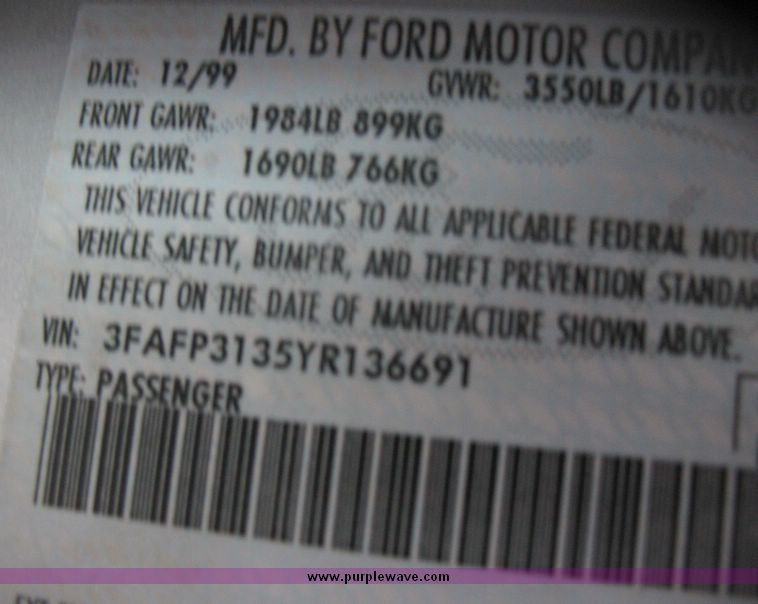 MFD. BY FORD MOTOR COMPAN
DATE: 12/99 GVWR: 3550LB/1610KG
FRONT GAWR: 1984LB 899KG
REAR GAWR: 1690LB 766KG
THIS VEHICLE CONFORMS TO ALL APPLICABLE FEDERAL MOTO
VEHICLE SAFETY, BUMPER, AND THEFT PREVENTION STANDAR
IN EFFECT ON THE DATE OF MANUFACTURE SHOWN ABOVE.
VIN: 3FAFP3135YR136691
TYPE: PASSENGER
www.purplewave.com